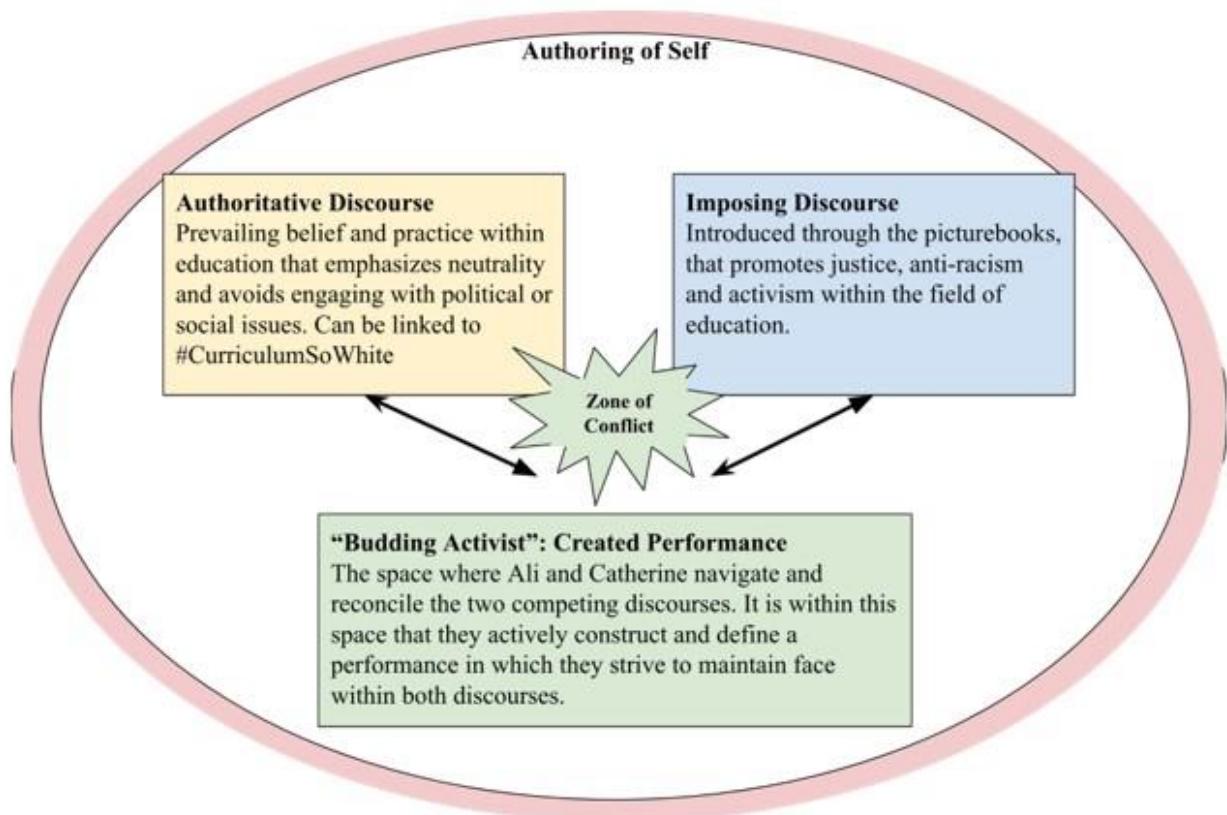 Authoring of Self
Authoritative Discourse
Prevailing belief and practice within
education that emphasizes neutrality
and avoids engaging with political or
social issues. Can be linked to
#CurriculumSoWhite
Imposing Discourse
Introduced through the picturebooks,
that promotes justice, anti-racism
and activism within the field of
education.
Zone of
Conflict
“Budding Activist”: Created Performance
The space where Ali and Catherine navigate and
reconcile the two competing discourses. It is within this
space that they actively construct and define a
performance in which they strive to maintain face
within both discourses.